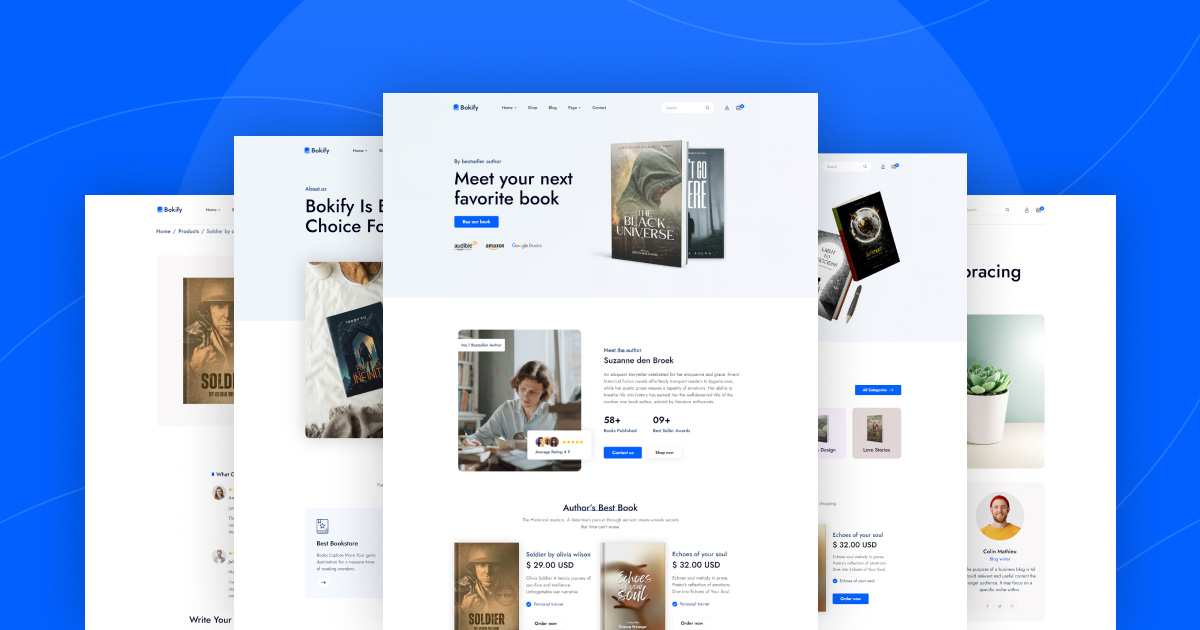 Bokify
Home
Home / Products / Soldier by
SOLD
BY OLIVIA
What
Write Your
Bokify
Home
About us
Bokify Is
Choice
Best Bookstore
Books Explore More Your go-to
destination for a treasure trove
of reading wonders.
Bokify
Home
Shop
Blog
Page
Contact
Search
By bestseller author
Meet your next
favorite book
Buy our book
audible
amazon
Google Books
THE
BLACK
UNIVERSE
No.1 Bestseller Author
Average Rating 4.9
Meet the author
Suzanne den Broek
An eloquent storyteller celebrated for her eloquence and grace, Rivers'
historical fiction novels effortlessly transport readers to bygone eras,
while her poetic prose weaves a tapestry of emotions. Her ability to
breathe life into history has earned her the well-deserved title of the
number one book author, adored by literature enthusiasts.
58+
Books Published
09+
Best Seller Awards
Contact us
Shop now
Author's Best Book
The Historical mystery. A detective's pursuit through ancient streets unveils secrets
that time can't erase.
SOLDIER
Soldier by olivia wilson
$ 29.00 USD
Olivia Soldier A heroic journey of
sacrifice and resilience.
Unforgettable war narrative.
Personal trainer
Order now
Echoes
soul
Echoes of your soul
$ 32.00 USD
Echoes soul melody in prose.
Poetry's reflection of emotions.
Dive into Echoes of Your Soul.
Personal trainer
Order now
Search
LIGHT
TO
SUCCESS
All Categories
Design
Love Stories
Echoes of your soul
$ 32.00 USD
Echoes soul melody in prose.
Poetry's reflection of emotions.
Dive into Echoes of Your Soul.
Echoes of your soul
Order now
bracing
Colin Mathieu
Blog writer
purpose of a business blog is to
provide relevant and useful content
target audience. It may focus on a
specific niche within.